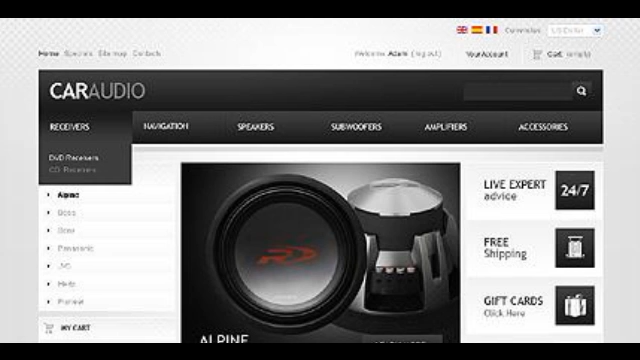 Currencies US Dollar
Home Specials Sitemap Contacts
Welcome Adam (log out) Your Account Cart: (empty)
CARAUDIO
RECEIVERS NAVIGATION SPEAKERS SUBWOOFERS AMPLIFIERS ACCESSORIES
DVD Receivers
CD Receivers
Alpine
Boss
Panasonic
JVC
Pioneer
MY CART
ALPINE
LIVE EXPERT
advice
24/7
FREE
Shipping
GIFT CARDS
Click Here